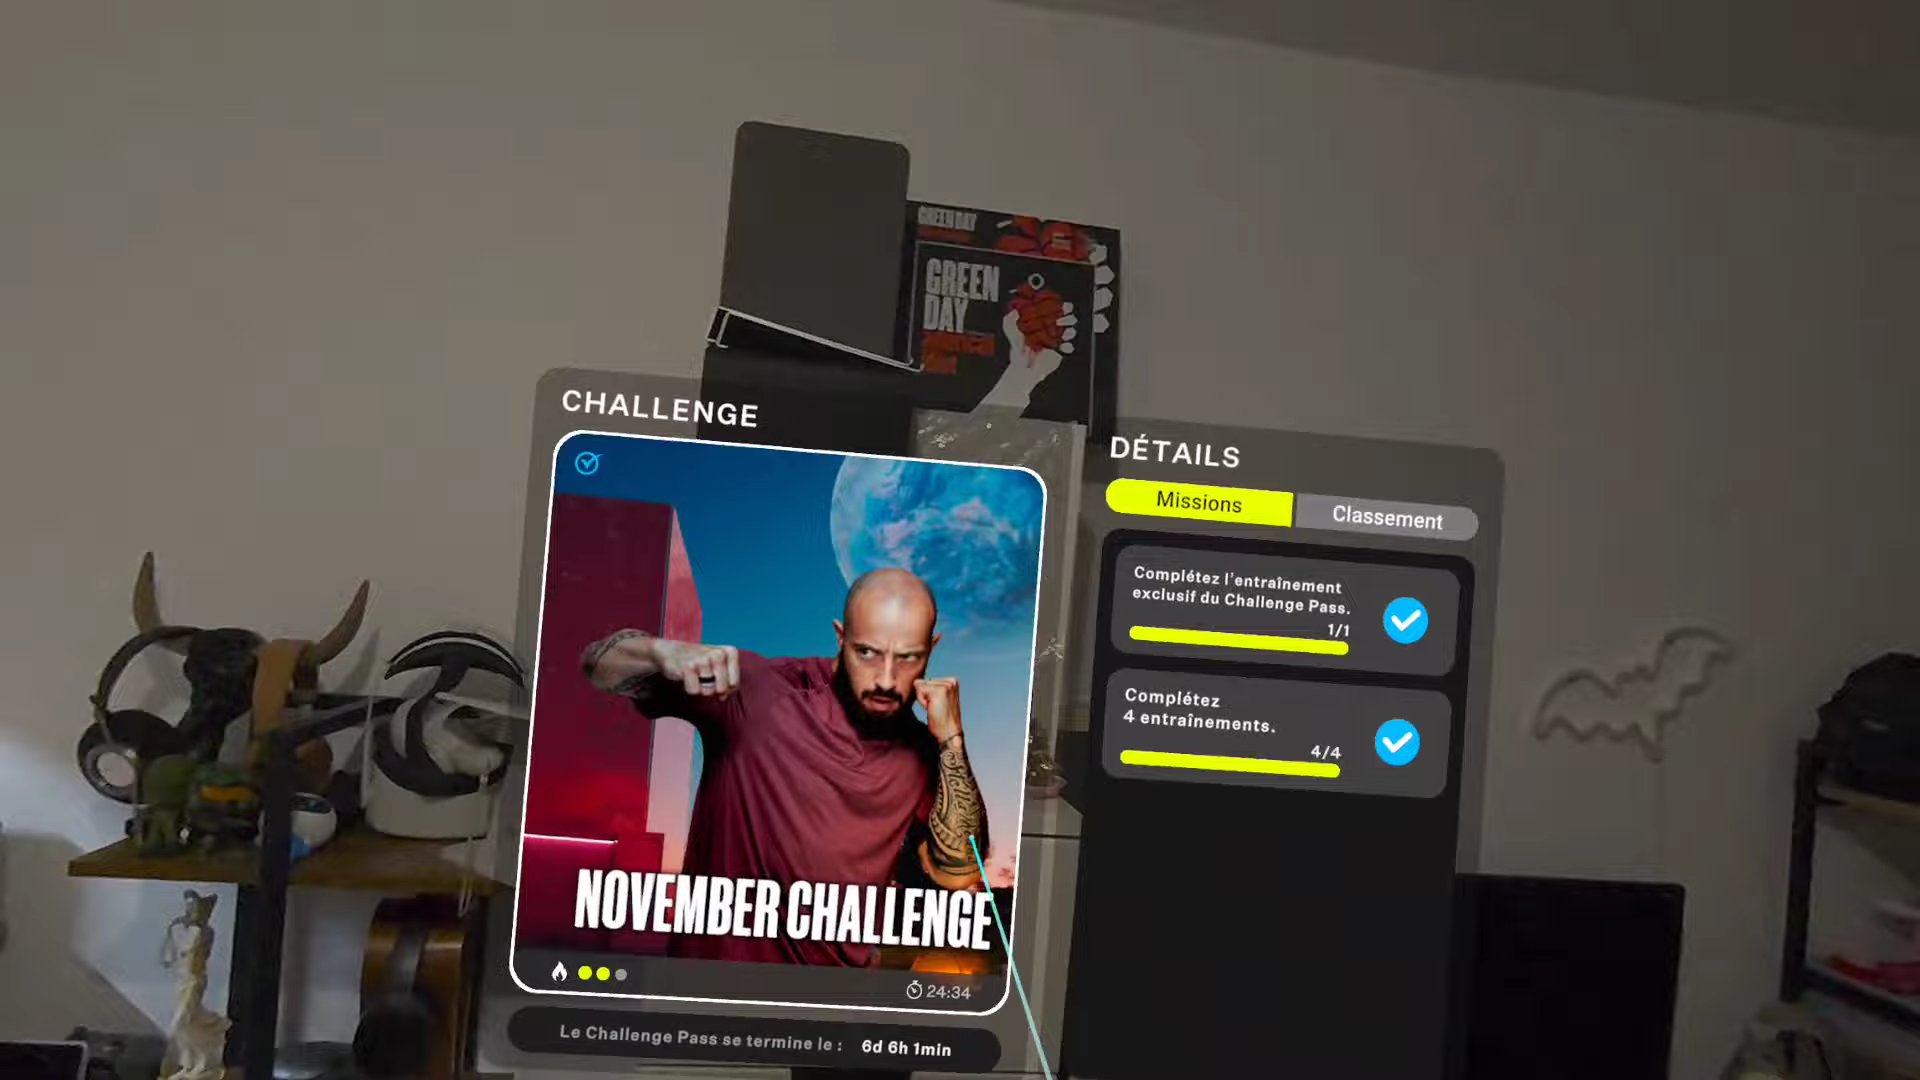 GREEN DAY
GREEN
DAY
CHALLENGE
NOVEMBER CHALLENGE
24:34
Le Challenge Pass se termine le : 6d 6h 1min
DÉTAILS
Missions
Classement
Complétez l'entraînement
exclusif du Challenge Pass.
1/1
Complétez
4 entraînements.
4/4